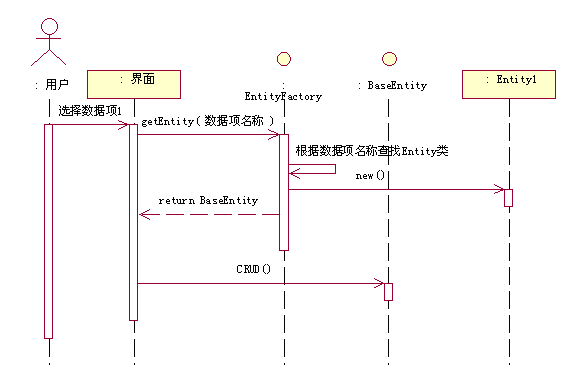 : 用户
: 界面
:
EntityFactory
: BaseEntity
: Entity1
选择数据项1
getEntity( 数据项名称 )
根据数据项名称查找Entity类
new()
return BaseEntity
CRUD()